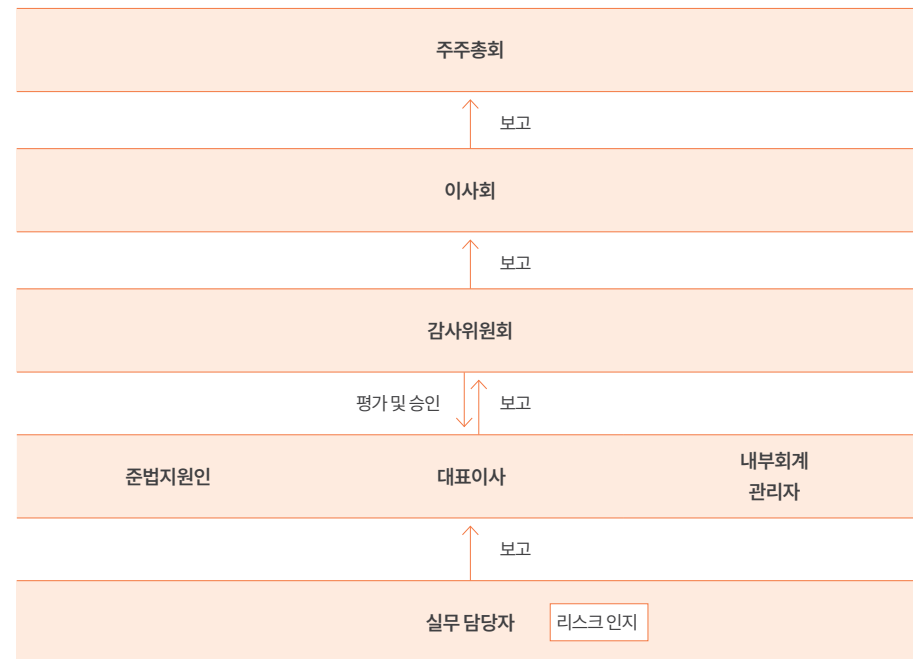 주주총회
보고
이사회
보고
감사위원회
평가 및 승인
보고
준법지원인
대표이사
내부회계
관리자
보고
실무 담당자
리스크 인지